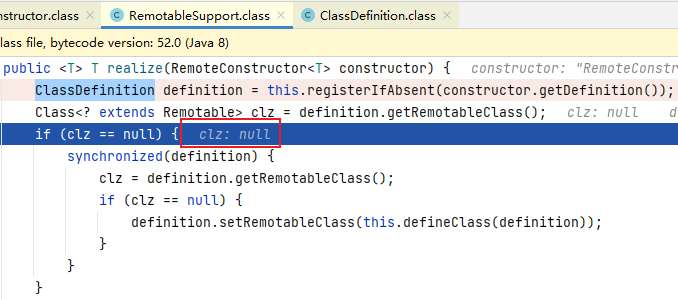 nstructor.class × RemotableSupport.class × ClassDefinition.class ×
lass file, bytecode version: 52.0 (Java 8)
public <T> T realize(RemoteConstructor<T> constructor) { constructor: "RemoteConstr
ClassDefinition definition = this.registerIfAbsent(constructor.getDefinition());
Class<? extends Remotable> clz = definition.getRemotableClass(); clz: null d
if (clz == null) { clz: null
synchronized(definition) {
clz = definition.getRemotableClass();
if (clz == null) {
definition.setRemotableClass(this.defineClass(definition));
}
}
}